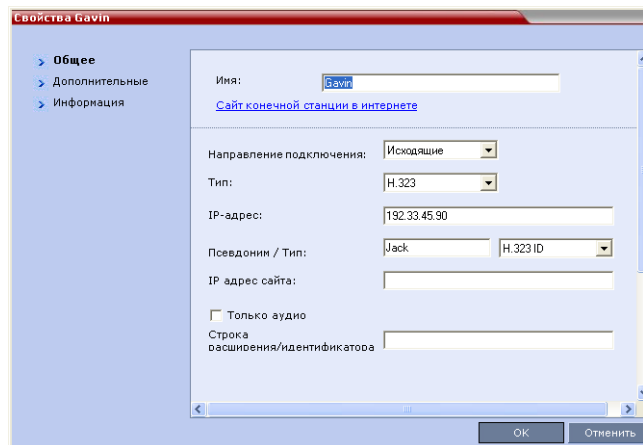 Свойства Gavin
Общее
Дополнительные
Информация
Имя: Gavin
Сайт конечной станции в интернете
Направление подключения: Исходящие
Тип: H.323
IP-адрес: 192.33.45.90
Псевдоним / Тип: Jack H.323 ID
IP адрес сайта:
Только аудио
Строка
расширения/идентификатора
OK Отменить